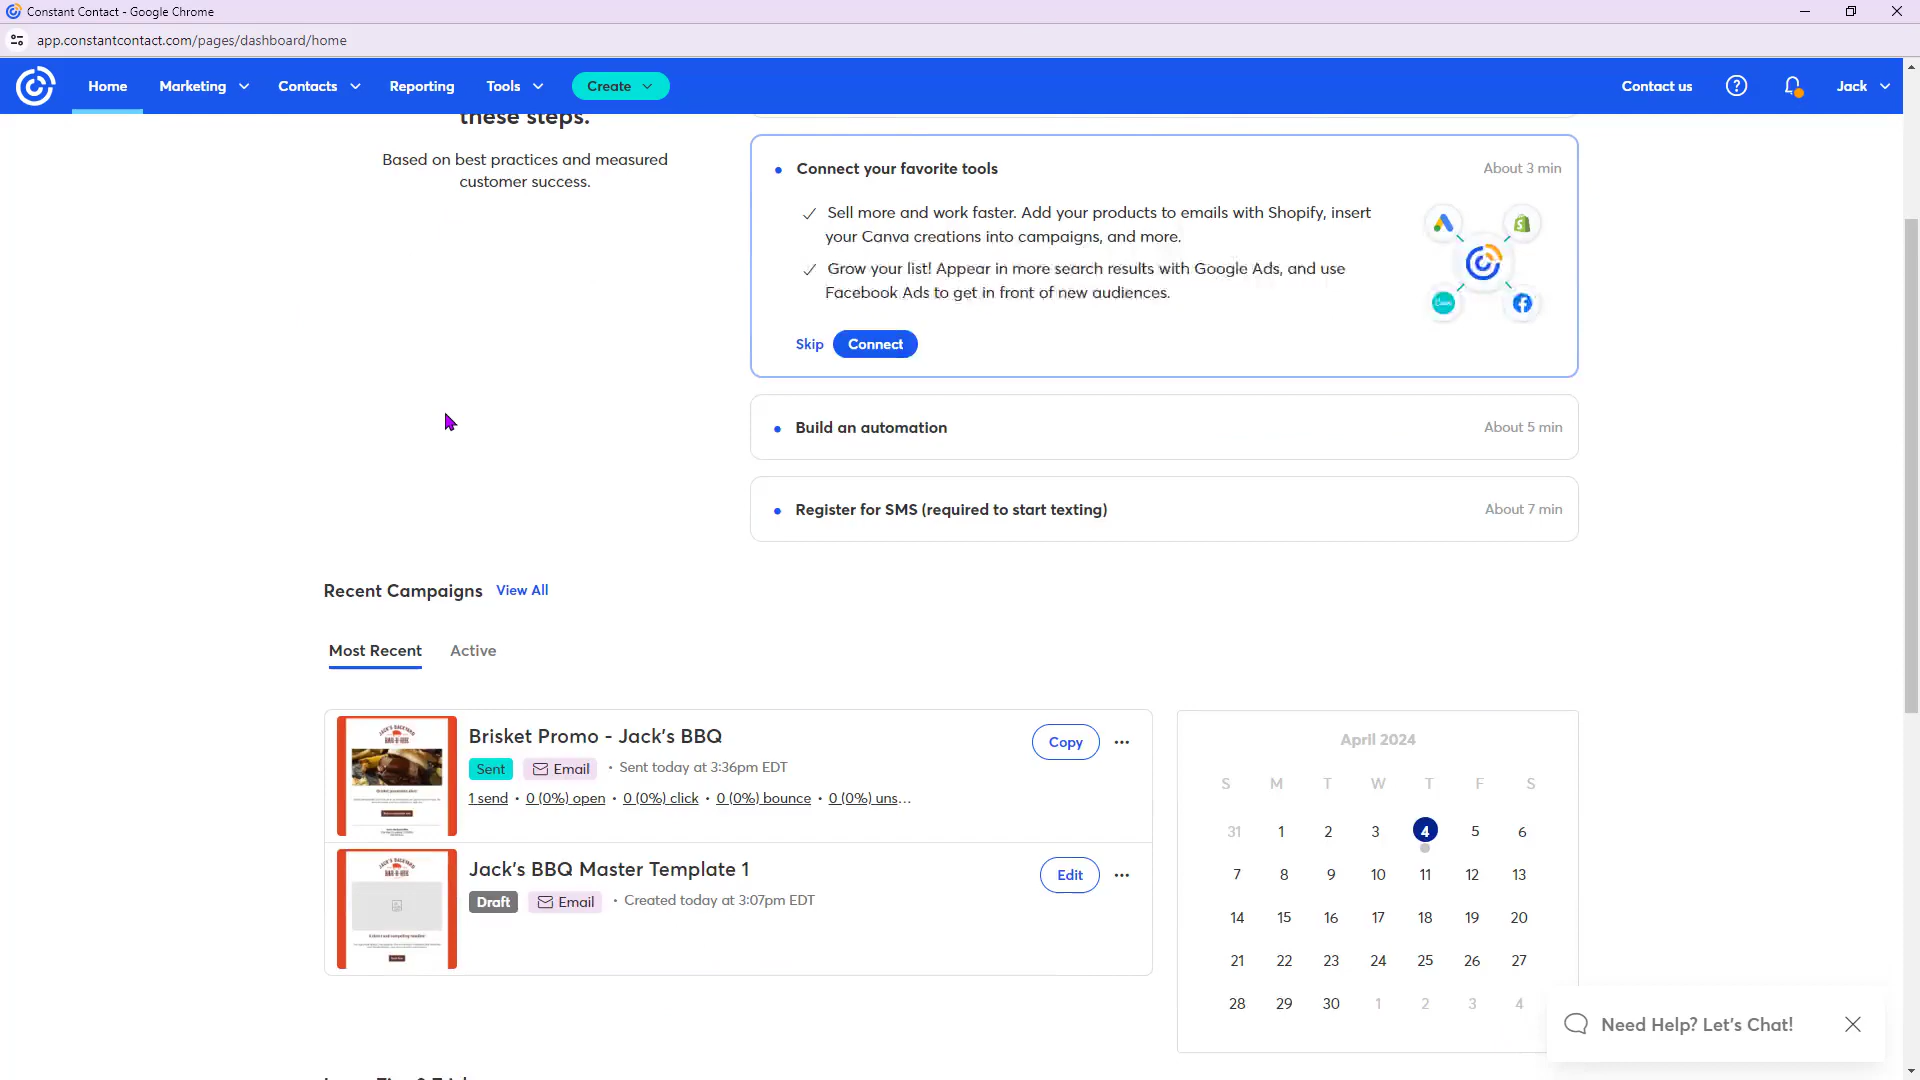 Constant Contact - Google Chrome
app.constantcontact.com/pages/dashboard/home
Home Marketing Contacts Reporting Tools Create Contact us Jack
these steps.
Based on best practices and measured
customer success.
Connect your favorite tools About 3 min
Sell more and work faster. Add your products to emails with Shopify, insert
your Canva creations into campaigns, and more.
Grow your list! Appear in more search results with Google Ads, and use
Facebook Ads to get in front of new audiences.
Skip Connect
Build an automation About 5 min
Register for SMS (required to start texting) About 7 min
Recent Campaigns View All
Most Recent Active
Brisket Promo - Jack's BBQ Copy
Sent Email • Sent today at 3:36pm EDT
1 send • 0 (0%) open • 0 (0%) click • 0 (0%) bounce • 0 (0%) uns...
Jack's BBQ Master Template 1 Edit
Draft Email • Created today at 3:07pm EDT
April 2024
S M T W T F S
31 1 2 3 4 5 6
7 8 9 10 11 12 13
14 15 16 17 18 19 20
21 22 23 24 25 26 27
28 29 30 1 2 3 4
Need Help? Let's Chat!